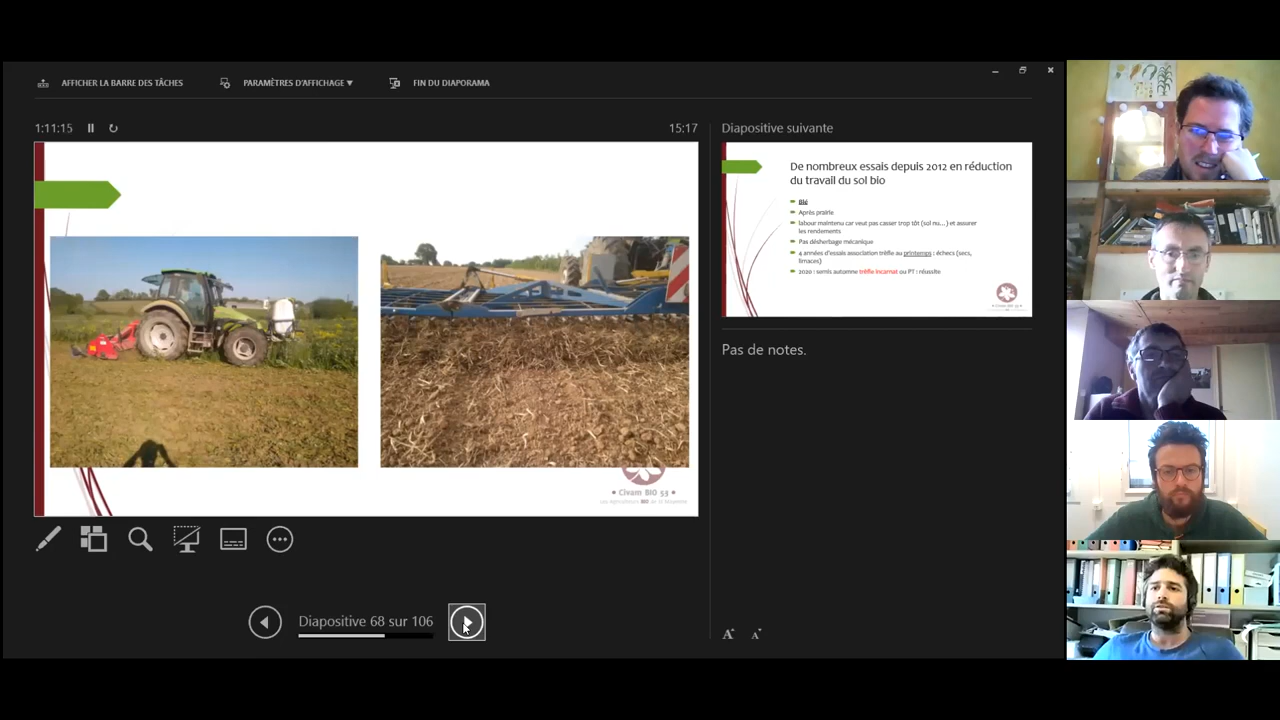 AFFICHER LA BARRE DES TÂCHES
PARAMÈTRES D'AFFICHAGE ▼
FIN DU DIAPORAMA
1:11:15
15:17
Diapositive suivante
De nombreux essais depuis 2012 en réduction
du travail du sol bio
Blé
Après prairie
labour maintenu car veut pas casser trop tôt (sol nu...) et assurer
les rendements
Pas désherbage mécanique
4 années d'essais association trèfle au printemps : échecs (secs,
limaces)
2020 : semis automne trèfle incarnat ou PT : réussite
Pas de notes.
• Civam BIO 53 •
Diapositive 68 sur 106
A
A